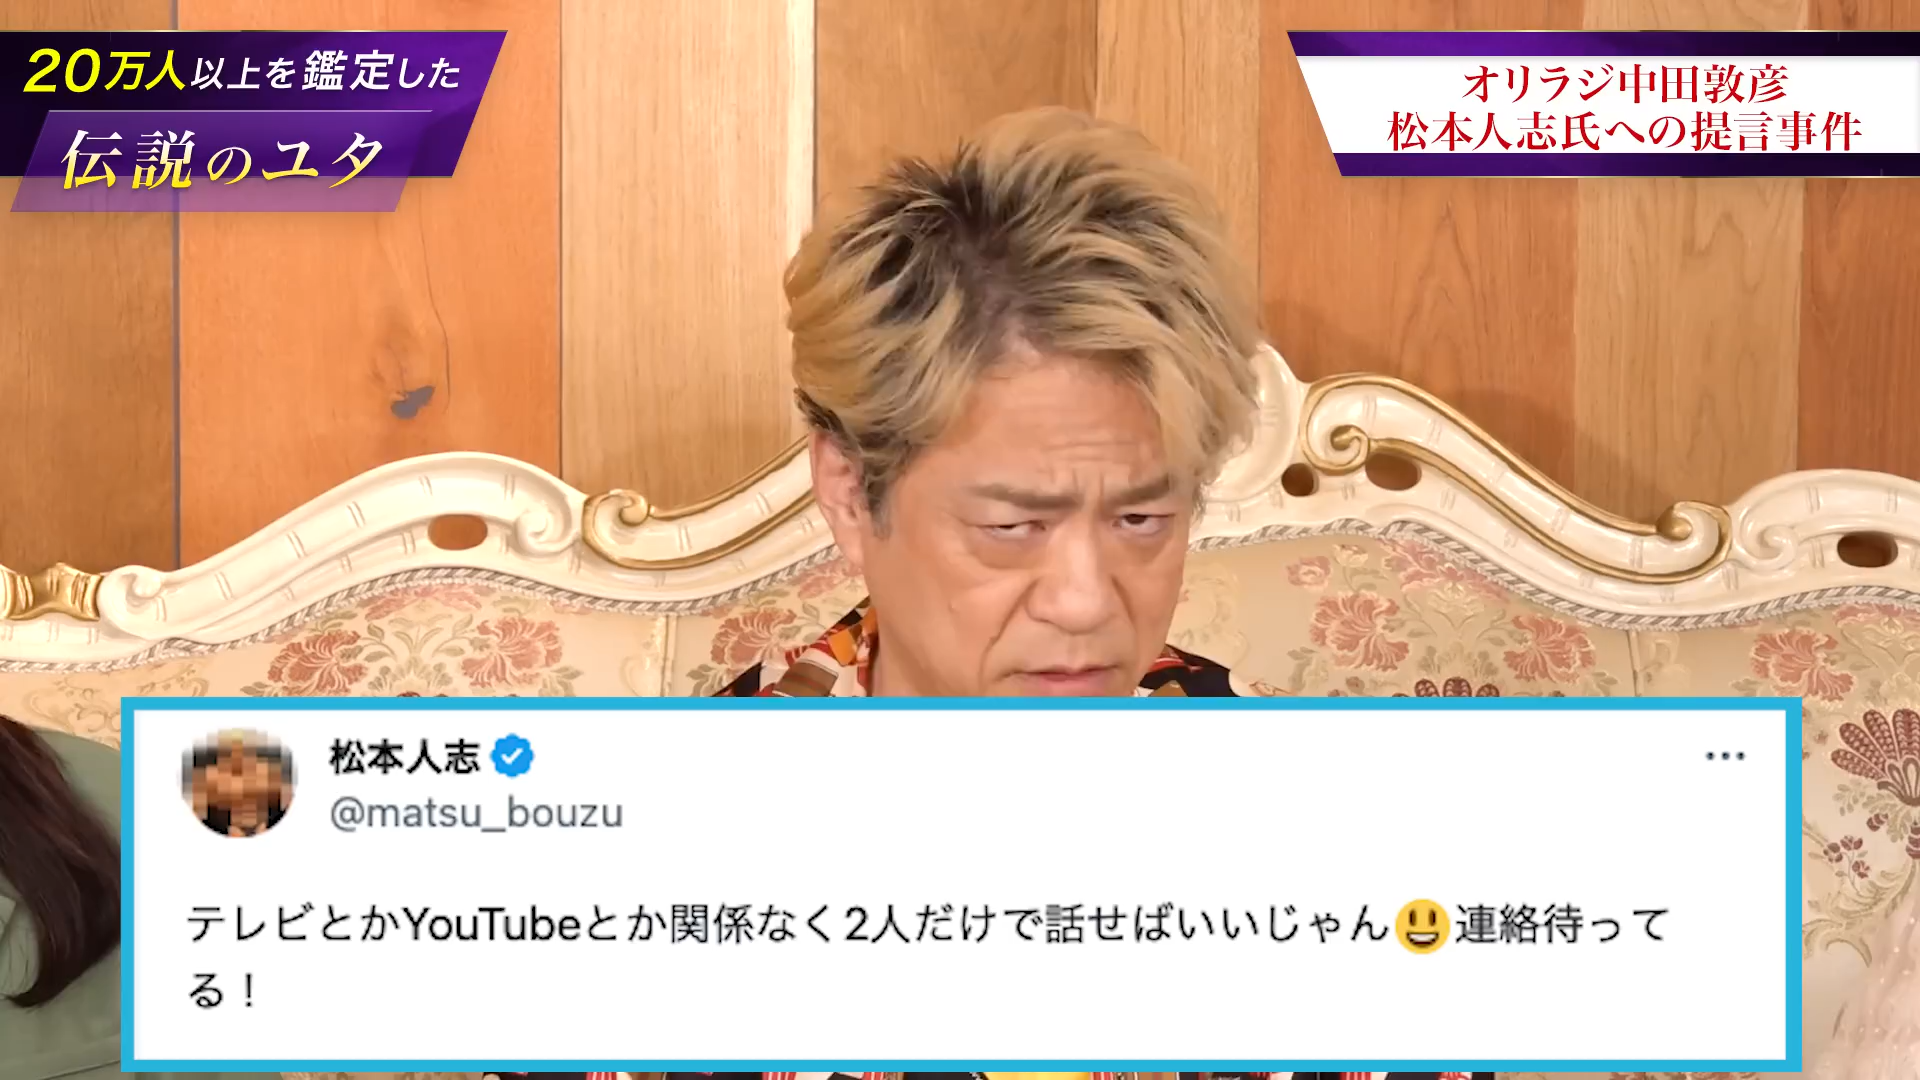 20万人以上を鑑定した
伝説のユタ
オリラジ中田敦彦
松本人志氏への提言事件
松本人志
@matsu_bouzu
テレビとかYouTubeとか関係なく2人だけで話せばいいじゃん😃連絡待って
る！